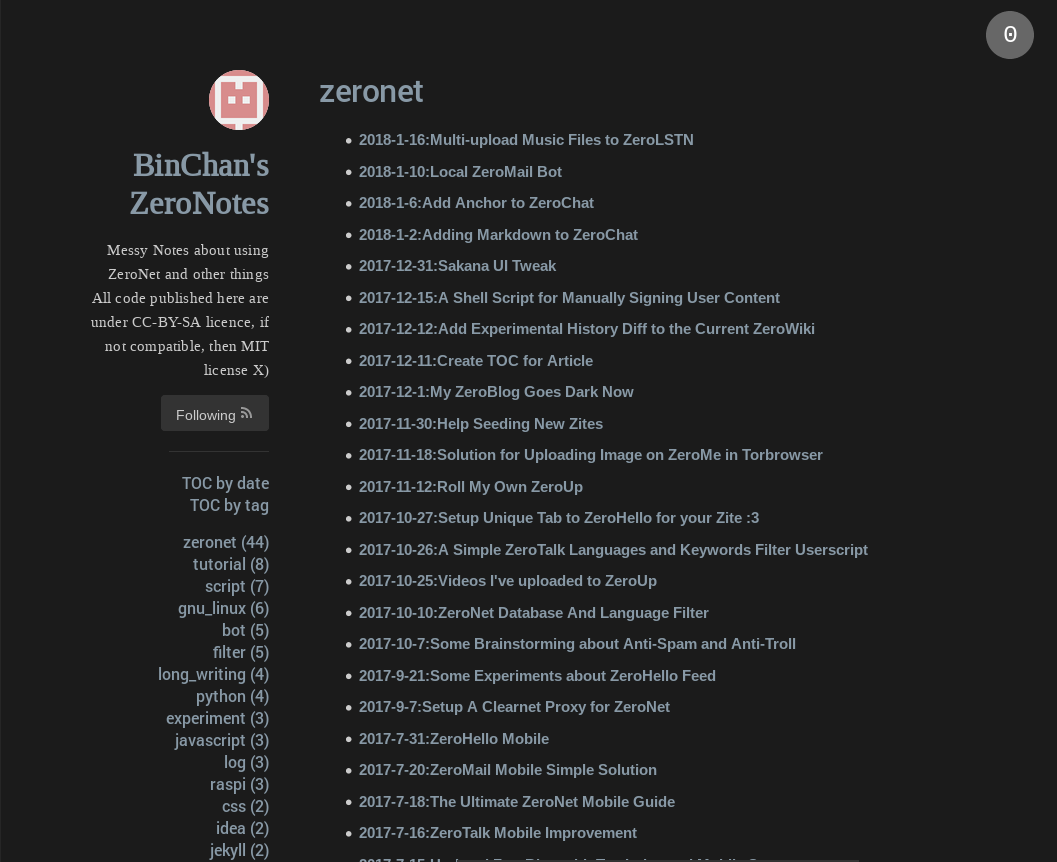 0
BinChan's
ZeroNotes
Messy Notes about using
ZeroNet and other things
All code published here are
under CC-BY-SA licence, if
not compatible, then MIT
license X)
Following
TOC by date
TOC by tag
zeronet (44)
tutorial (8)
script (7)
gnu_linux (6)
bot (5)
filter (5)
long_writing (4)
python (4)
experiment (3)
javascript (3)
log (3)
raspi (3)
css (2)
idea (2)
jekyll (2)
zeronet
2018-1-16:Multi-upload Music Files to ZeroLSTN
2018-1-10:Local ZeroMail Bot
2018-1-6:Add Anchor to ZeroChat
2018-1-2:Adding Markdown to ZeroChat
2017-12-31:Sakana UI Tweak
2017-12-15:A Shell Script for Manually Signing User Content
2017-12-12:Add Experimental History Diff to the Current ZeroWiki
2017-12-11:Create TOC for Article
2017-12-1:My ZeroBlog Goes Dark Now
2017-11-30:Help Seeding New Zites
2017-11-18:Solution for Uploading Image on ZeroMe in Torbrowser
2017-11-12:Roll My Own ZeroUp
2017-10-27:Setup Unique Tab to ZeroHello for your Zite :3
2017-10-26:A Simple ZeroTalk Languages and Keywords Filter Userscript
2017-10-25:Videos I've uploaded to ZeroUp
2017-10-10:ZeroNet Database And Language Filter
2017-10-7:Some Brainstorming about Anti-Spam and Anti-Troll
2017-9-21:Some Experiments about ZeroHello Feed
2017-9-7:Setup A Clearnet Proxy for ZeroNet
2017-7-31:ZeroHello Mobile
2017-7-20:ZeroMail Mobile Simple Solution
2017-7-18:The Ultimate ZeroNet Mobile Guide
2017-7-16:ZeroTalk Mobile Improvement